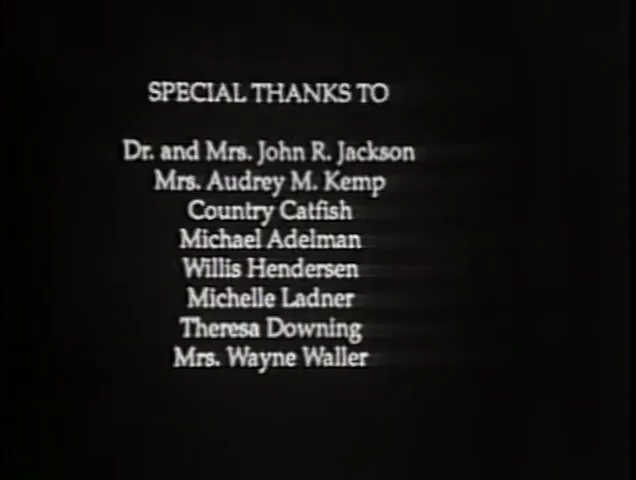 SPECIAL THANKS TO
Dr. and Mrs. John R. Jackson
Mrs. Audrey M. Kemp
Country Catfish
Michael Adelman
Willis Hendersen
Michelle Ladner
Theresa Downing
Mrs. Wayne Waller